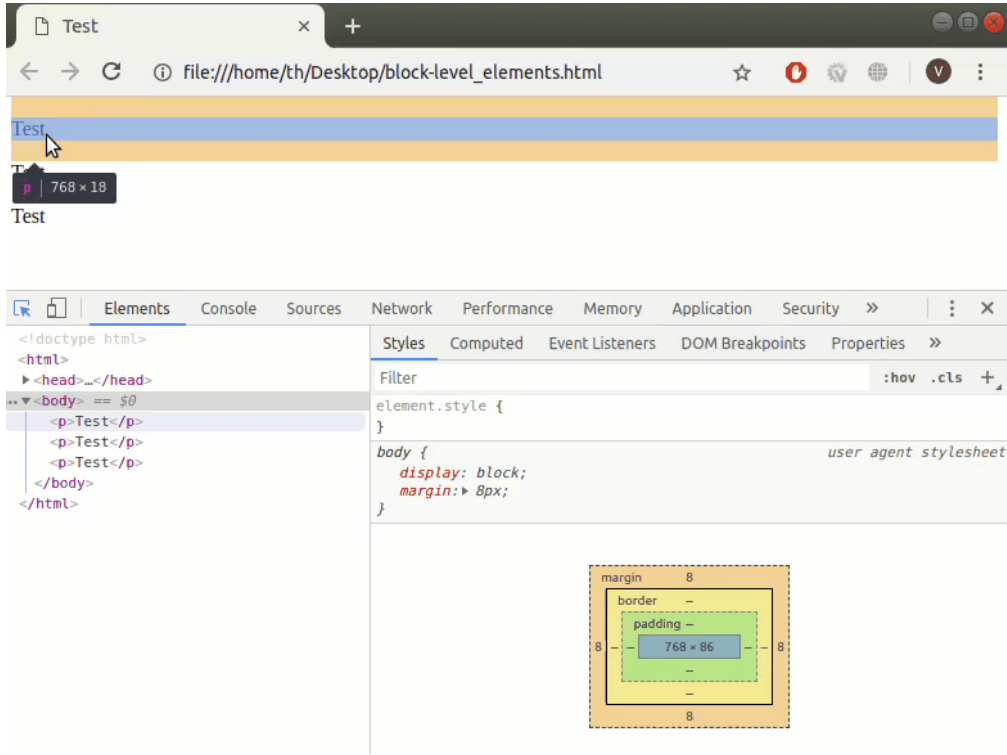 Test
file:///home/th/Desktop/block-level_elements.html
V
Test
p 768 × 18
Test
Elements Console Sources Network Performance Memory Application Security »
<!doctype html>
<html>
<head>…</head>
<body> == $0
<p>Test</p>
<p>Test</p>
<p>Test</p>
</body>
</html>
Styles Computed Event Listeners DOM Breakpoints Properties »
Filter :hov .cls +
element.style {
}
body { user agent stylesheet
display: block;
margin: 8px;
}
margin 8
border –
padding –
8 – – 768 × 86 – – 8
–
–
8